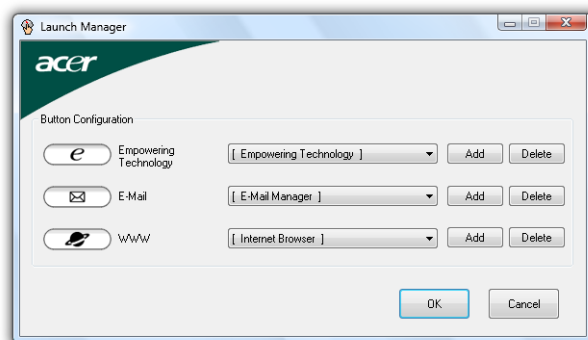 Launch Manager
acer
Button Configuration
e
Empowering
Technology
[ Empowering Technology ]
Add
Delete
E-Mail
[ E-Mail Manager ]
Add
Delete
WWW
[ Internet Browser ]
Add
Delete
OK
Cancel